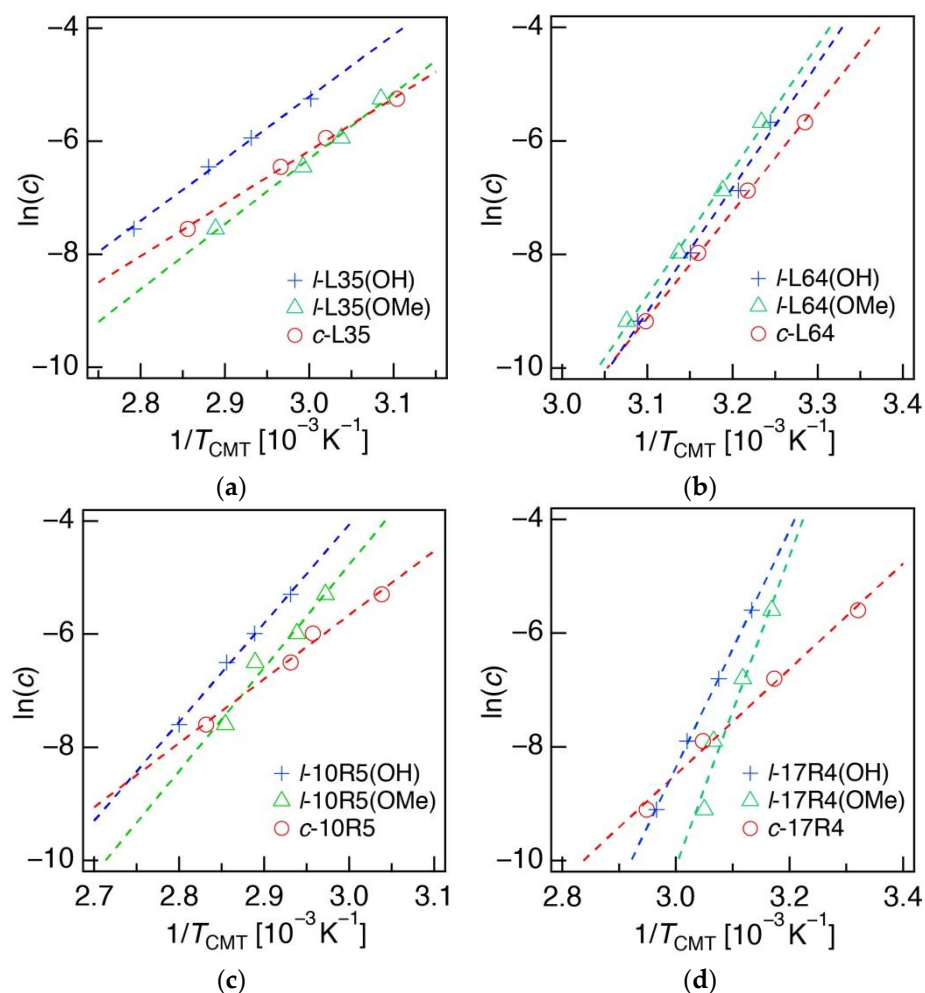 −4
−6
−8
−10
ln(c)
l-L35(OH)
l-L35(OMe)
c-L35
2.8 2.9 3.0 3.1
1/T_CMT [10⁻³ K⁻¹]
(a)
−4
−6
−8
−10
ln(c)
l-L64(OH)
l-L64(OMe)
c-L64
3.0 3.1 3.2 3.3 3.4
1/T_CMT [10⁻³ K⁻¹]
(b)
−4
−6
−8
−10
ln(c)
l-10R5(OH)
l-10R5(OMe)
c-10R5
2.7 2.8 2.9 3.0 3.1
1/T_CMT [10⁻³ K⁻¹]
(c)
−4
−6
−8
−10
ln(c)
l-17R4(OH)
l-17R4(OMe)
c-17R4
2.8 3.0 3.2 3.4
1/T_CMT [10⁻³ K⁻¹]
(d)